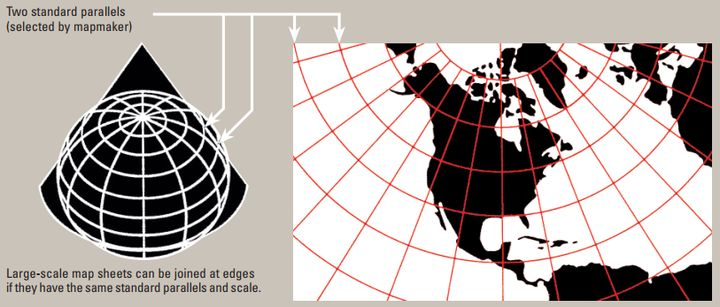 Two standard parallels
(selected by mapmaker)
Large-scale map sheets can be joined at edges
if they have the same standard parallels and scale.